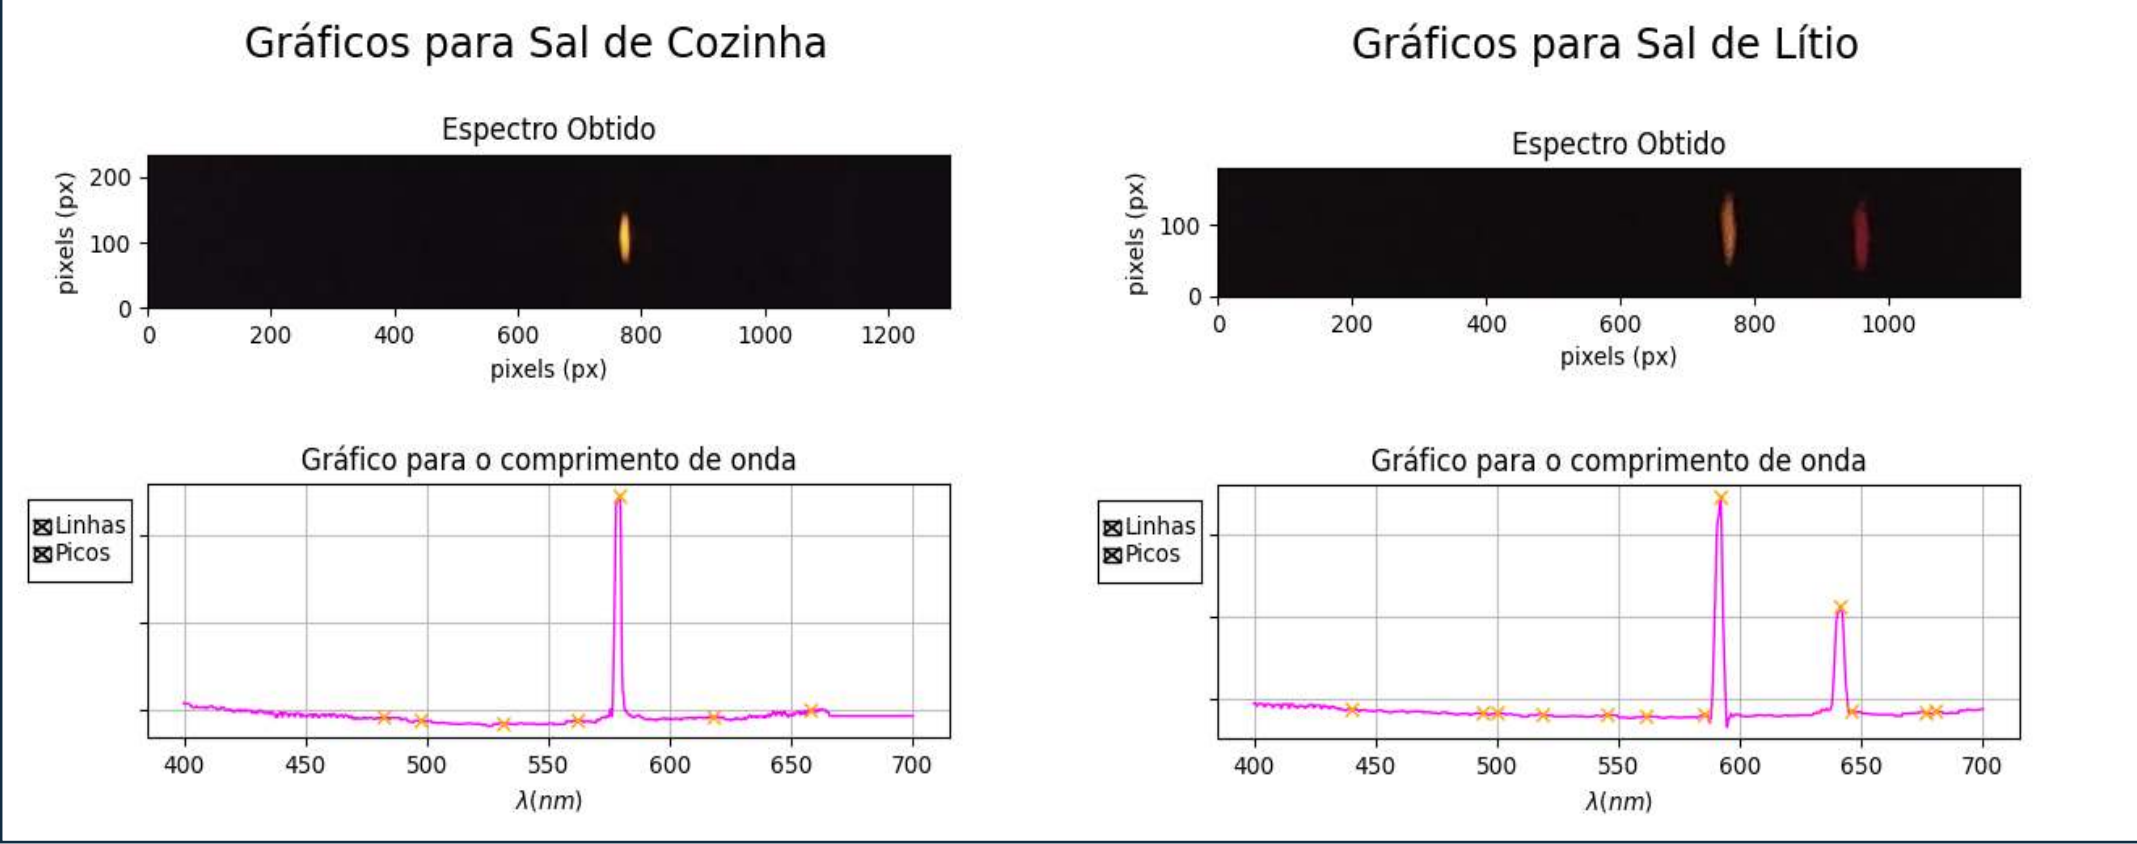 Gráficos para Sal de Cozinha
Espectro Obtido
pixels (px)
200
100
0
0 200 400 600 800 1000 1200
pixels (px)
Gráfico para o comprimento de onda
Linhas
Picos
400 450 500 550 600 650 700
λ(nm)
Gráficos para Sal de Lítio
Espectro Obtido
pixels (px)
100
0
0 200 400 600 800 1000
pixels (px)
Gráfico para o comprimento de onda
Linhas
Picos
400 450 500 550 600 650 700
λ(nm)